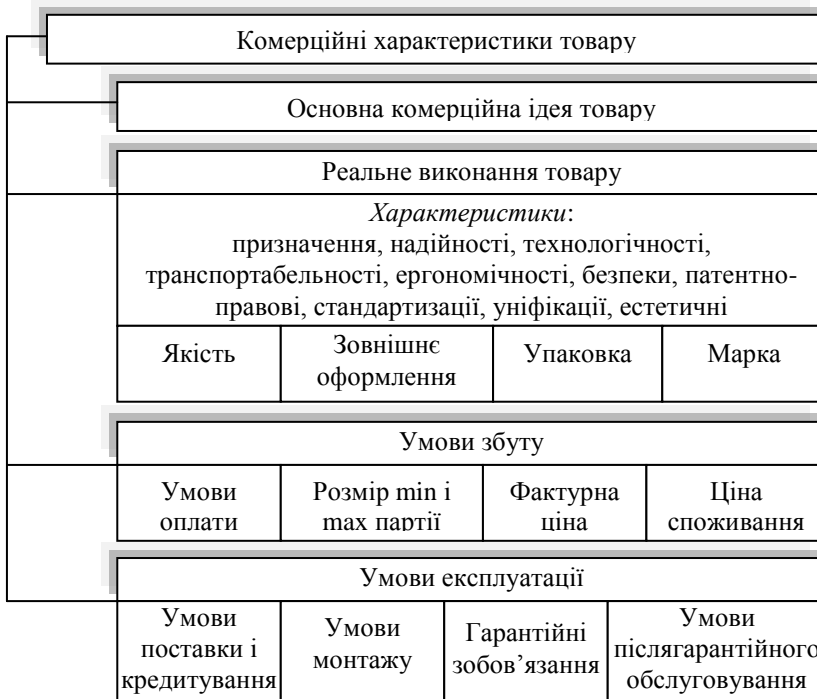 Комерційні характеристики товару
Основна комерційна ідея товару
Реальне виконання товару
Характеристики:
призначення, надійності, технологічності,
транспортабельності, ергономічності, безпеки, патентно-
правові, стандартизації, уніфікації, естетичні
Якість
Зовнішнє
оформлення
Упаковка
Марка
Умови збуту
Умови
оплати
Розмір min і
max партії
Фактурна
ціна
Ціна
споживання
Умови експлуатації
Умови
поставки і
кредитування
Умови
монтажу
Гарантійні
зобов’язання
Умови
післягарантійного
обслуговування